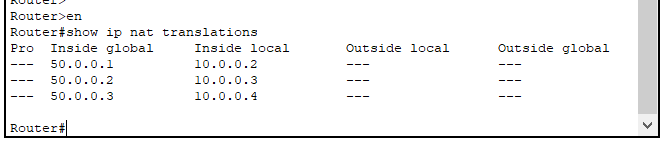 Router>
Router>en
Router#show ip nat translations
Pro  Inside global     Inside local       Outside local      Outside global
---  50.0.0.1          10.0.0.2           ---                ---
---  50.0.0.2          10.0.0.3           ---                ---
---  50.0.0.3          10.0.0.4           ---                ---
Router#